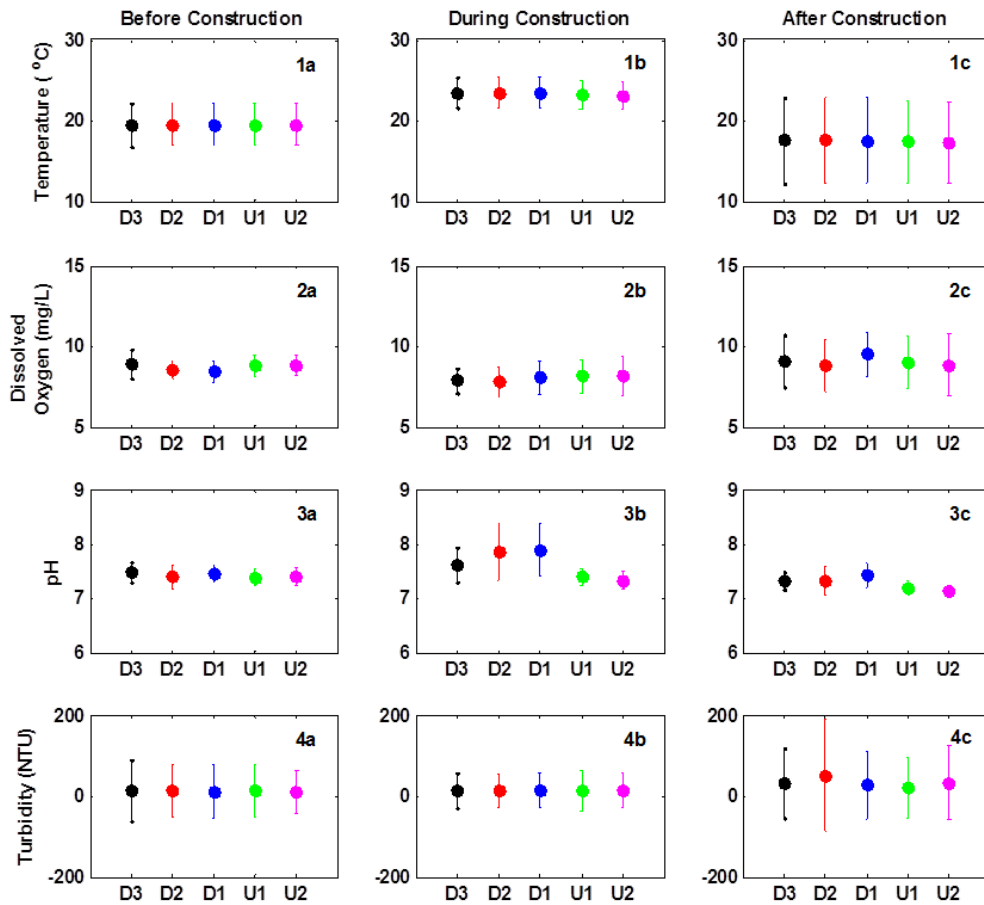 Before Construction
During Construction
After Construction
Temperature ( °C)
30
20
10
1a
D3 D2 D1 U1 U2
30
20
10
1b
D3 D2 D1 U1 U2
30
20
10
1c
D3 D2 D1 U1 U2
Dissolved
Oxygen (mg/L)
15
10
5
2a
D3 D2 D1 U1 U2
15
10
5
2b
D3 D2 D1 U1 U2
15
10
5
2c
D3 D2 D1 U1 U2
pH
9
8
7
6
3a
D3 D2 D1 U1 U2
9
8
7
6
3b
D3 D2 D1 U1 U2
9
8
7
6
3c
D3 D2 D1 U1 U2
Turbidity (NTU)
200
0
-200
4a
D3 D2 D1 U1 U2
200
0
-200
4b
D3 D2 D1 U1 U2
200
0
-200
4c
D3 D2 D1 U1 U2